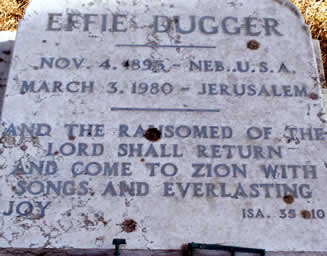 EFFIE DUGGER
NOV. 4. 1895 - NEB. U.S.A.
MARCH 3. 1980 - JERUSALEM
AND THE RANSOMED OF THE
LORD SHALL RETURN
AND COME TO ZION WITH
SONGS AND EVERLASTING
JOY ISA. 35-10